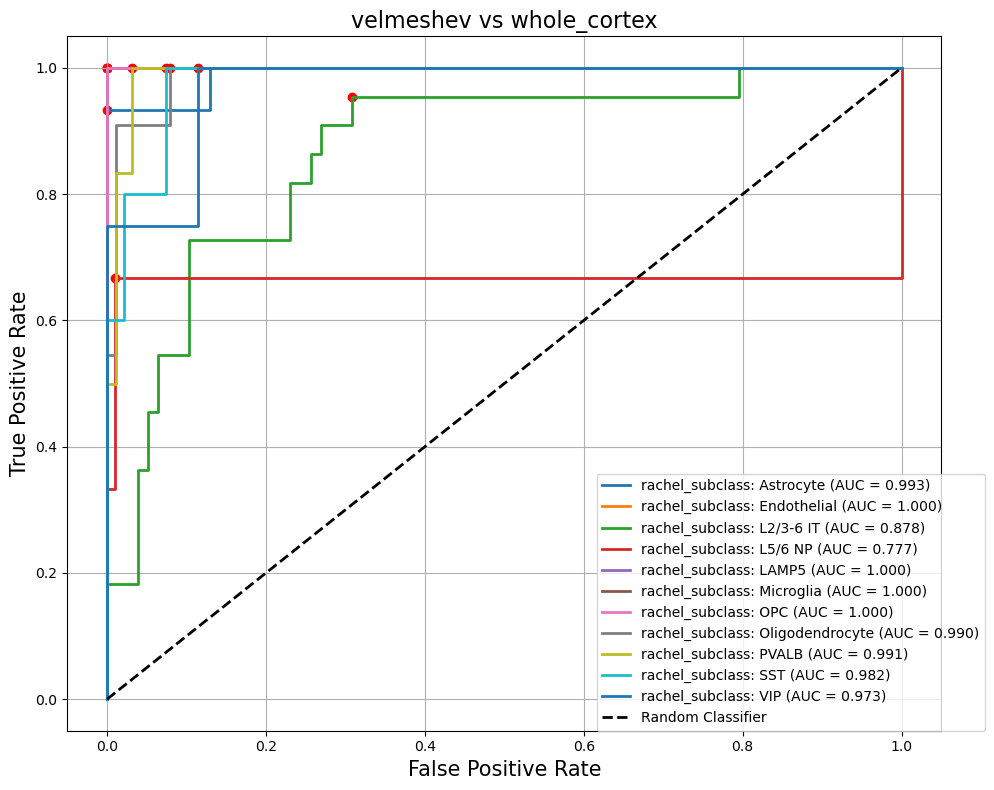 velmeshev vs whole_cortex
True Positive Rate
1.0
0.8
0.6
0.4
0.2
0.0
rachel_subclass: Astrocyte (AUC = 0.993)
rachel_subclass: Endothelial (AUC = 1.000)
rachel_subclass: L2/3-6 IT (AUC = 0.878)
rachel_subclass: L5/6 NP (AUC = 0.777)
rachel_subclass: LAMP5 (AUC = 1.000)
rachel_subclass: Microglia (AUC = 1.000)
rachel_subclass: OPC (AUC = 1.000)
rachel_subclass: Oligodendrocyte (AUC = 0.990)
rachel_subclass: PVALB (AUC = 0.991)
rachel_subclass: SST (AUC = 0.982)
rachel_subclass: VIP (AUC = 0.973)
Random Classifier
0.0 0.2 0.4 0.6 0.8 1.0
False Positive Rate